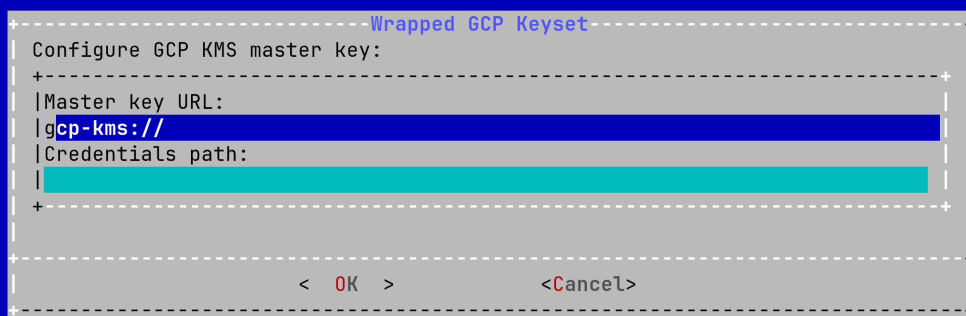 Wrapped GCP Keyset
Configure GCP KMS master key:
Master key URL:
gcp-kms://
Credentials path:
< OK > <Cancel>